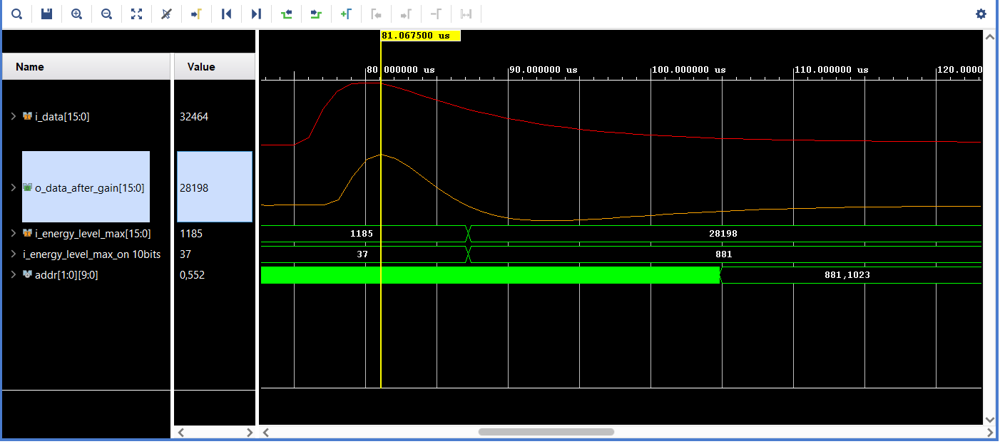 81.067500 us
Name Value
80.000000 us 90.000000 us 100.000000 us 110.000000 us 120.0000
i_data[15:0] 32464
o_data_after_gain[15:0] 28198
i_energy_level_max[15:0] 1185 1185 28198
i_energy_level_max_on 10bits 37 37 881
addr[1:0][9:0] 0,552 881,1023